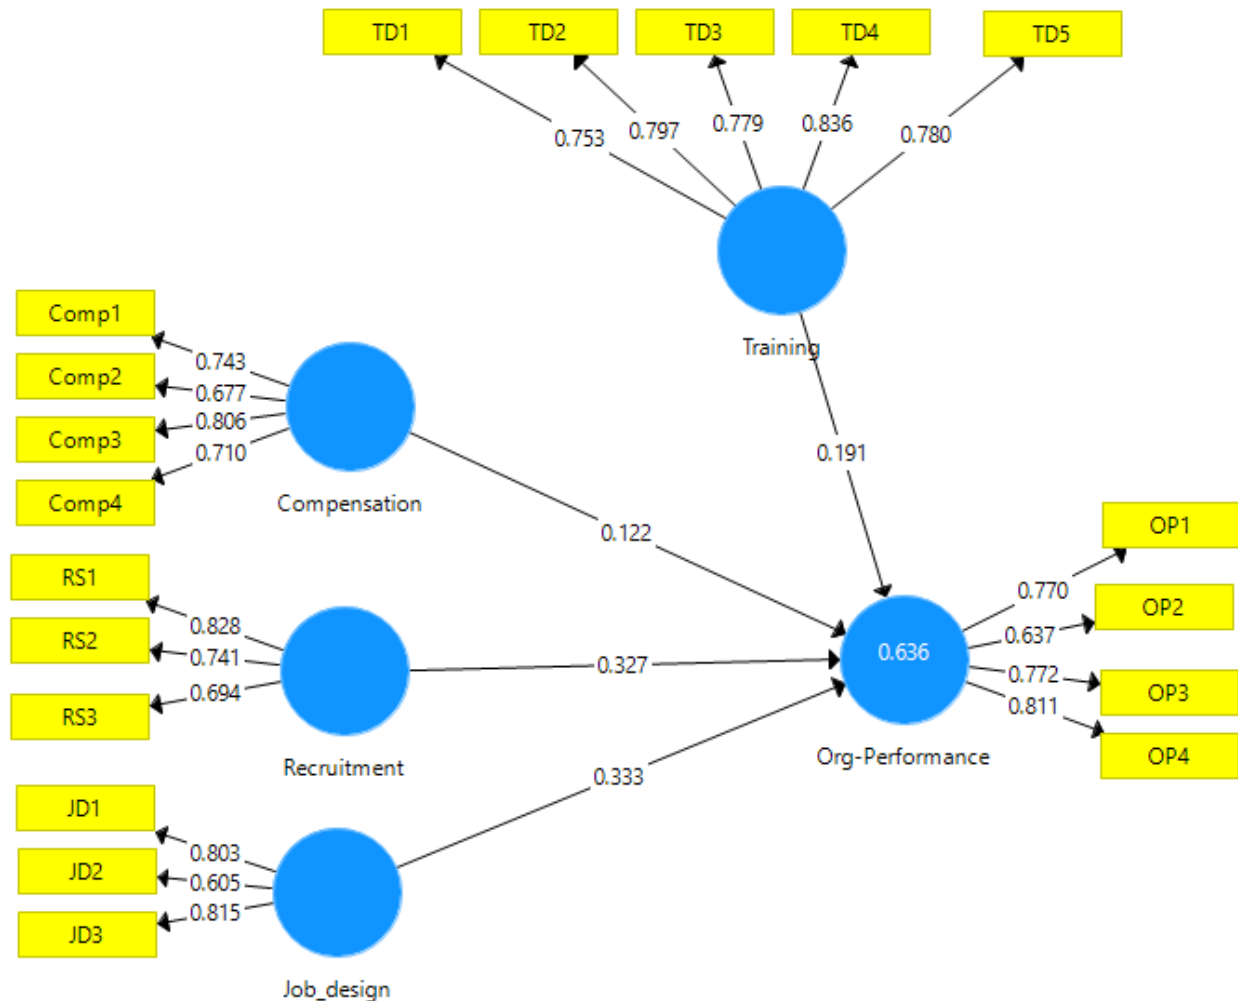 TD1
TD2
TD3
TD4
TD5
0.753
0.797
0.779
0.836
0.780
Training
0.191
Comp1
Comp2
Comp3
Comp4
0.743
0.677
0.806
0.710
Compensation
0.122
RS1
RS2
RS3
0.828
0.741
0.694
Recruitment
0.327
JD1
JD2
JD3
0.803
0.605
0.815
Job_design
0.333
0.636
Org-Performance
0.770
0.637
0.772
0.811
OP1
OP2
OP3
OP4